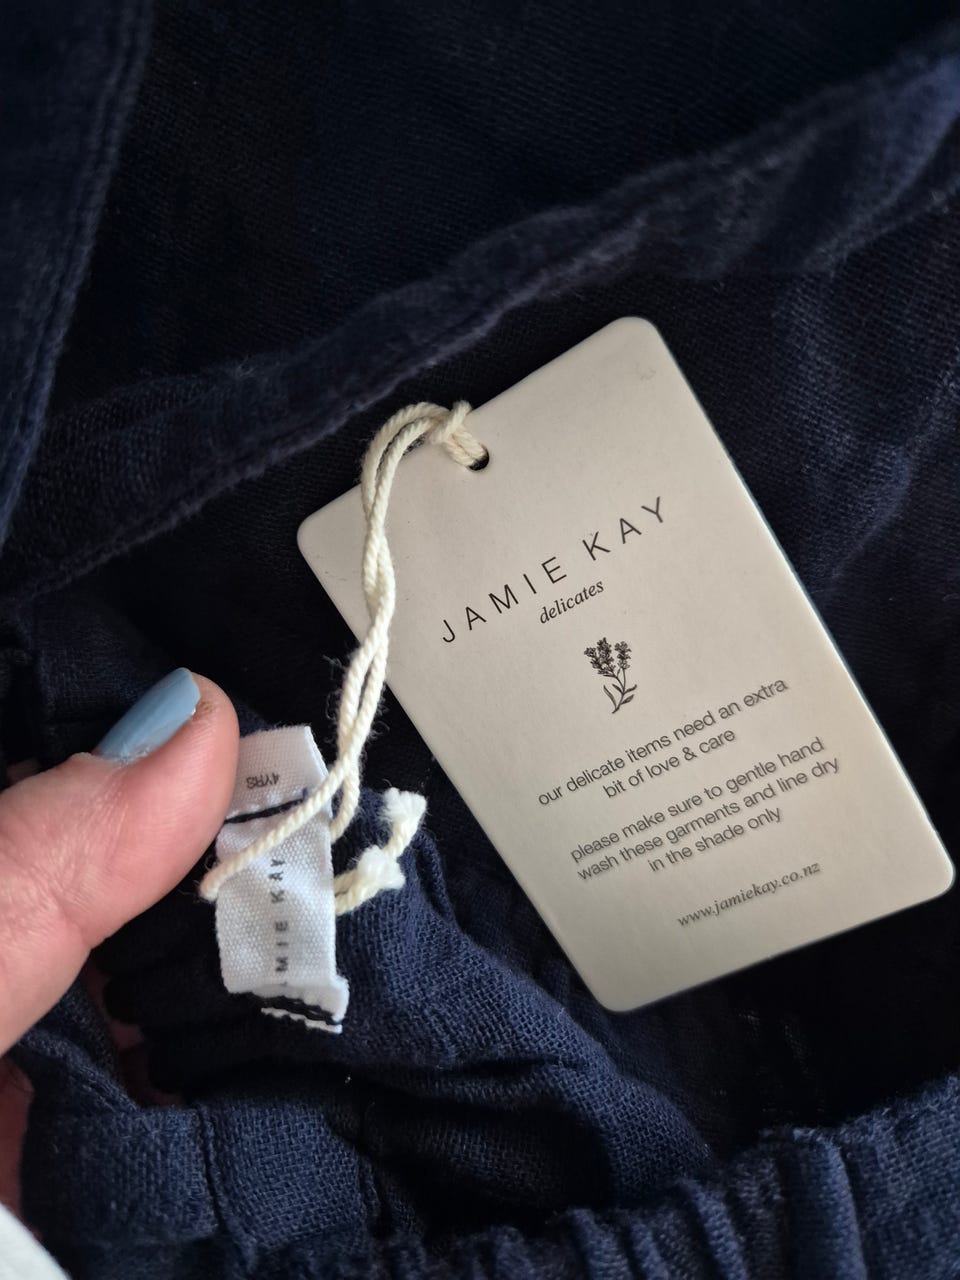 JAMIE KAY
delicates
our delicate items need an extra
bit of love & care
please make sure to gentle hand
wash these garments and line dry
in the shade only
www.jamiekay.co.nz
4YRS
AMIE KAY